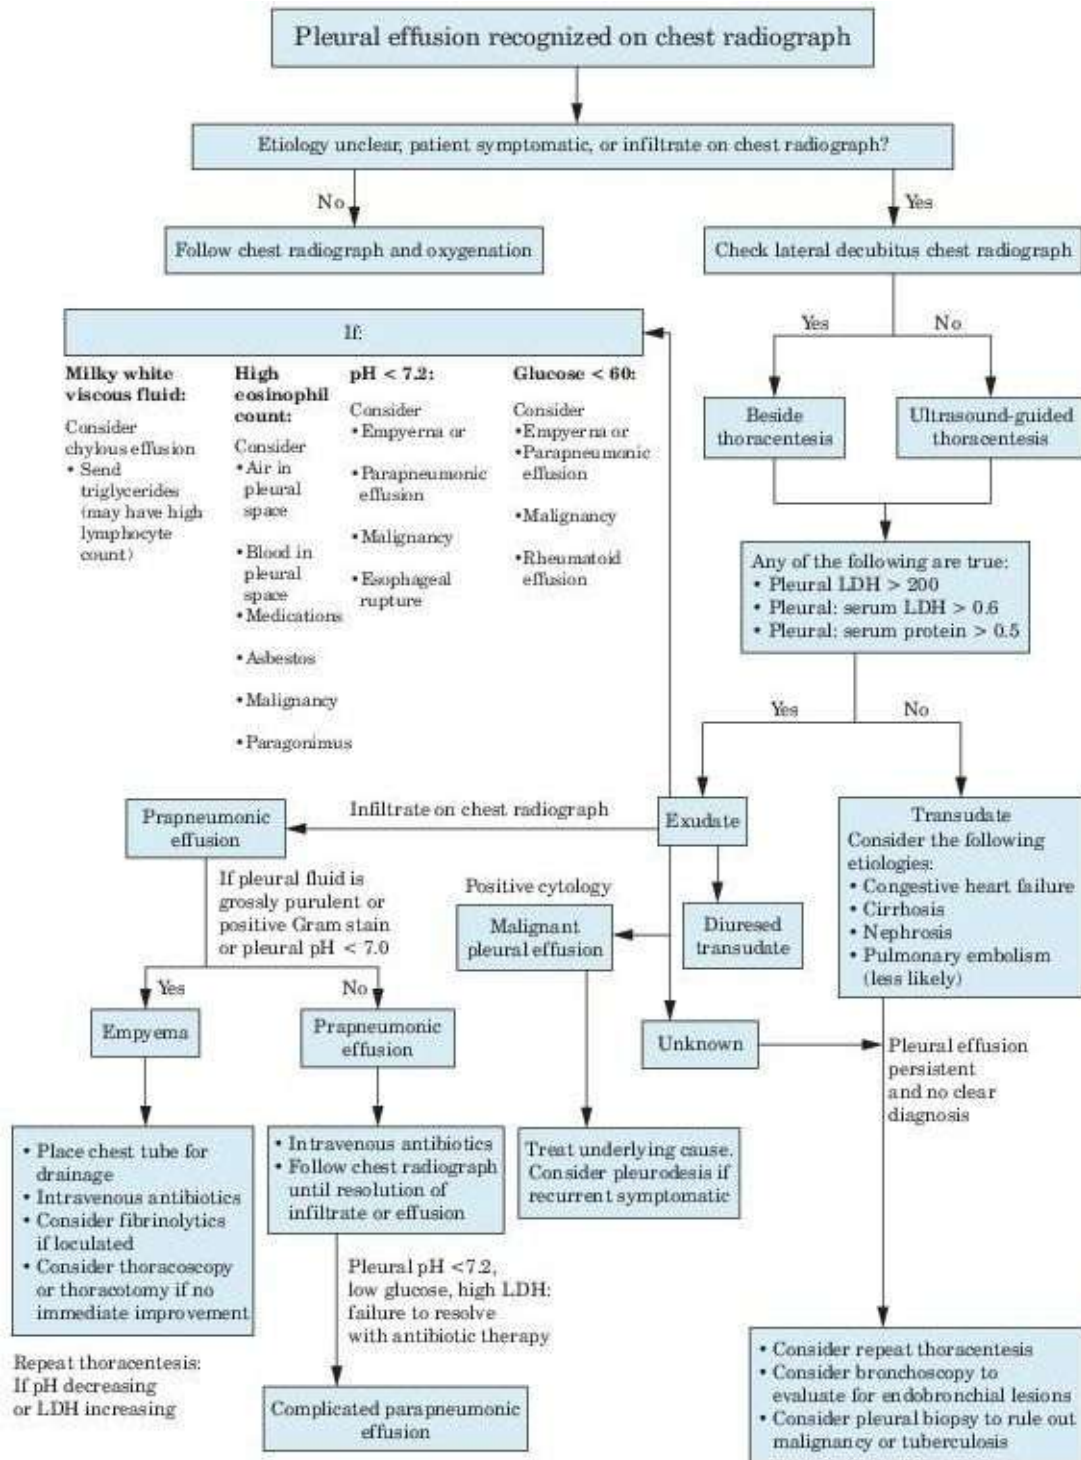 Pleural effusion recognized on chest radiograph
Etiology unclear, patient symptomatic, or infiltrate on chest radiograph?
No
Yes
Follow chest radiograph and oxygenation
Check lateral decubitus chest radiograph
Yes
No
Beside
thoracentesis
Ultrasound-guided
thoracentesis
If:
Milky white
viscous fluid:
Consider
chylous effusion
• Send
triglycerides
(may have high
lymphocyte
count)
High
eosinophil
count:
Consider
• Air in
pleural
space
• Blood in
pleural
space
• Medications
• Asbestos
• Malignancy
• Paragonimus
pH < 7.2:
Consider
• Empyerna or
• Parapneumonic
effusion
• Malignancy
• Esophageal
rupture
Glucose < 60:
Consider
• Empyerna or
• Parapneumonic
effusion
• Malignancy
• Rheumatoid
effusion
Any of the following are true:
• Pleural LDH > 200
• Pleural: serum LDH > 0.6
• Pleural: serum protein > 0.5
Yes
No
Exudate
Transudate
Consider the following
etiologies:
• Congestive heart failure
• Cirrhosis
• Nephrosis
• Pulmonary embolism
(less likely)
Infiltrate on chest radiograph
Prapneumonic
effusion
If pleural fluid is
grossly purulent or
positive Gram stain
or pleural pH < 7.0
Positive cytology
Malignant
pleural effusion
Diuresed
transudate
Yes
No
Empyema
Prapneumonic
effusion
Unknown
Pleural effusion
persistent
and no clear
diagnosis
• Place chest tube for
drainage
• Intravenous antibiotics
• Consider fibrinolytics
if loculated
• Consider thoracoscopy
or thoracotomy if no
immediate improvement
• Intravenous antibiotics
• Follow chest radiograph
until resolution of
infiltrate or effusion
Treat underlying cause.
Consider pleurodesis if
recurrent symptomatic
Pleural pH <7.2,
low glucose, high LDH:
failure to resolve
with antibiotic therapy
Repeat thoracentesis:
If pH decreasing
or LDH increasing
Complicated parapneumonic
effusion
• Consider repeat thoracentesis
• Consider bronchoscopy to
evaluate for endobronchial lesions
• Consider pleural biopsy to rule out
malignancy or tuberculosis